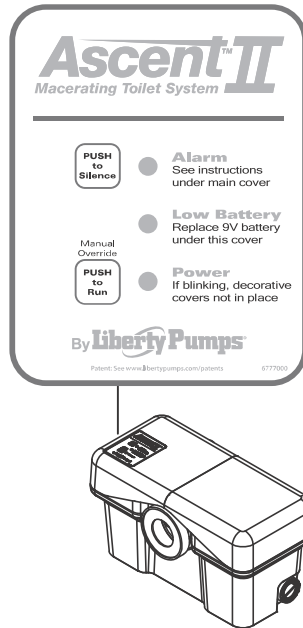 Ascent™ II
Macerating Toilet System
PUSH
to
Silence
Alarm
See instructions
under main cover
Low Battery
Replace 9V battery
under this cover
Manual
Override
PUSH
to
Run
Power
If blinking, decorative
covers not in place
By Liberty Pumps®
Patent: See www.libertypumps.com/patents 6777000